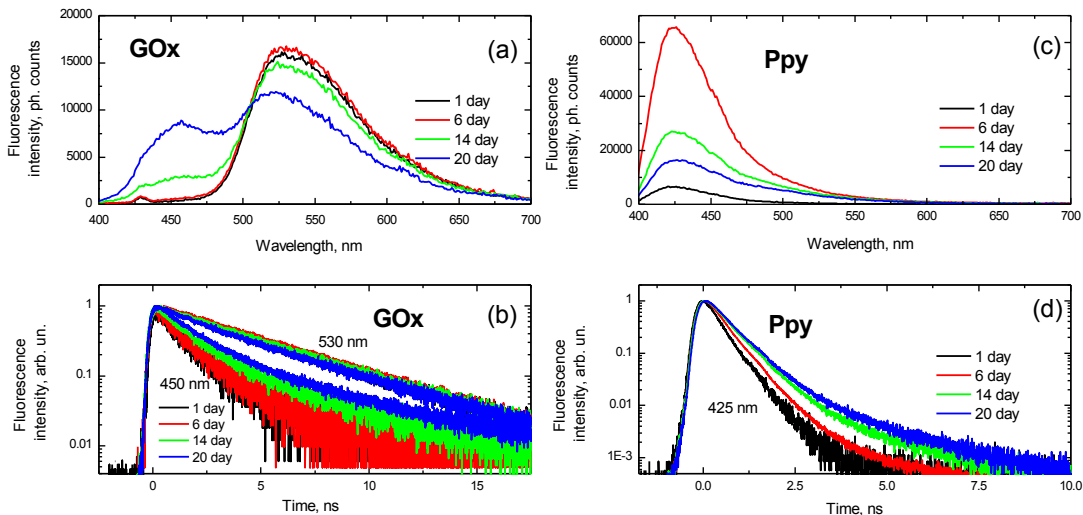 GOx
(a)
Fluorescence
intensity, ph. counts
20000
15000
10000
5000
0
1 day
6 day
14 day
20 day
400 450 500 550 600 650 700
Wavelength, nm
Ppy
(c)
Fluorescence
intensity, ph. counts
60000
40000
20000
0
1 day
6 day
14 day
20 day
400 450 500 550 600 650 700
Wavelength, nm
GOx
(b)
Fluorescence
intensity, arb. un.
1
0.1
0.01
530 nm
450 nm
1 day
6 day
14 day
20 day
0 5 10 15
Time, ns
Ppy
(d)
Fluorescence
intensity, arb. un.
1
0.1
0.01
1E-3
425 nm
1 day
6 day
14 day
20 day
0.0 2.5 5.0 7.5 10.0
Time, ns